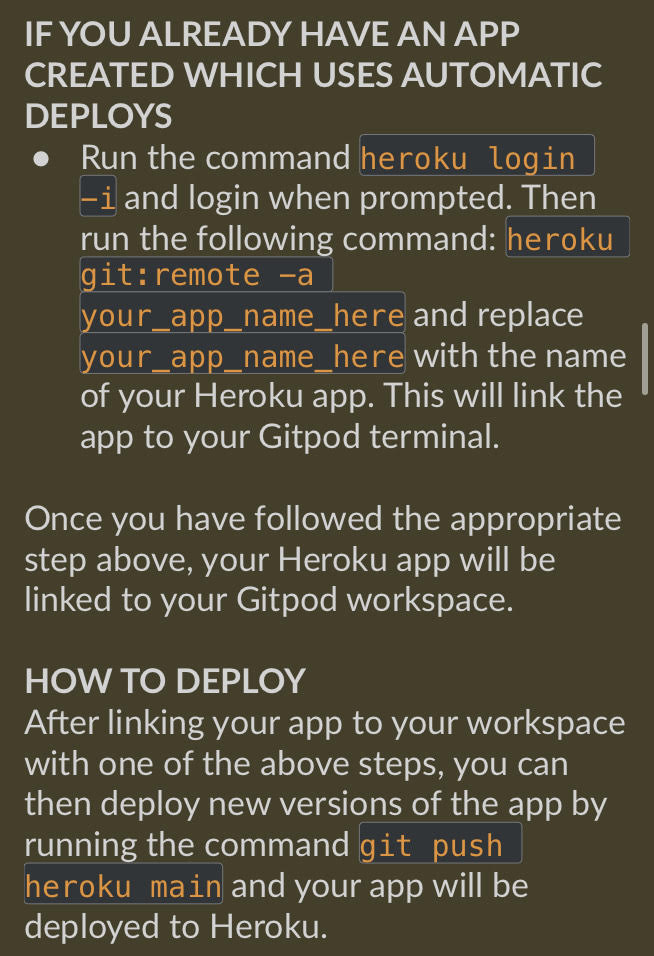 IF YOU ALREADY HAVE AN APP
CREATED WHICH USES AUTOMATIC
DEPLOYS
● Run the command heroku login
-i and login when prompted. Then
run the following command: heroku
git:remote -a
your_app_name_here and replace
your_app_name_here with the name
of your Heroku app. This will link the
app to your Gitpod terminal.
Once you have followed the appropriate
step above, your Heroku app will be
linked to your Gitpod workspace.
HOW TO DEPLOY
After linking your app to your workspace
with one of the above steps, you can
then deploy new versions of the app by
running the command git push
heroku main and your app will be
deployed to Heroku.